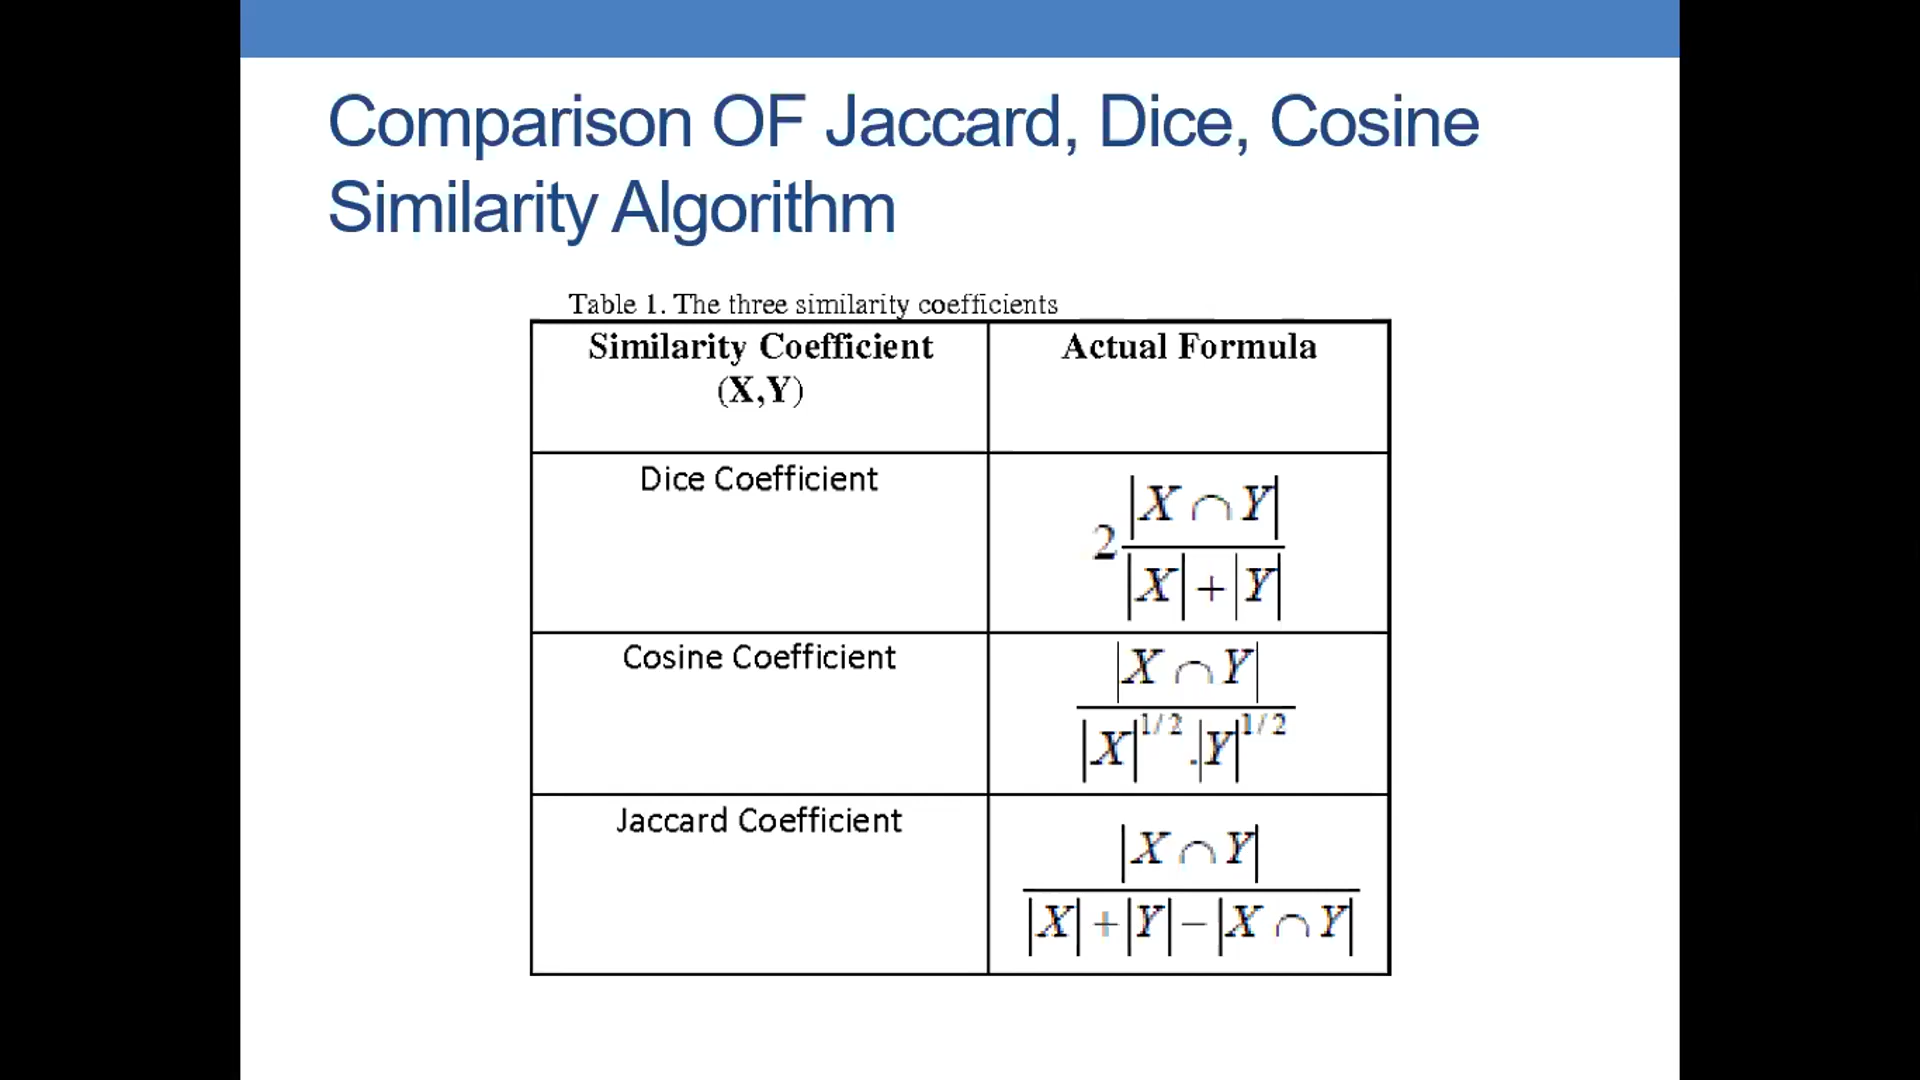 Comparison OF Jaccard, Dice, Cosine
Similarity Algorithm
Table 1. The three similarity coefficients
Similarity Coefficient
(X,Y)
Actual Formula
Dice Coefficient
2 |X ∩ Y| / |X| + |Y|
Cosine Coefficient
|X ∩ Y| / |X|^1/2 . |Y|^1/2
Jaccard Coefficient
|X ∩ Y| / |X| + |Y| − |X ∩ Y|